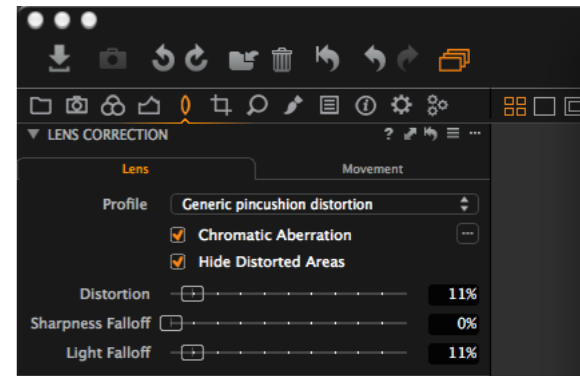 LENS CORRECTION
Lens Movement
Profile Generic pincushion distortion
Chromatic Aberration
Hide Distorted Areas
Distortion 11%
Sharpness Falloff 0%
Light Falloff 11%